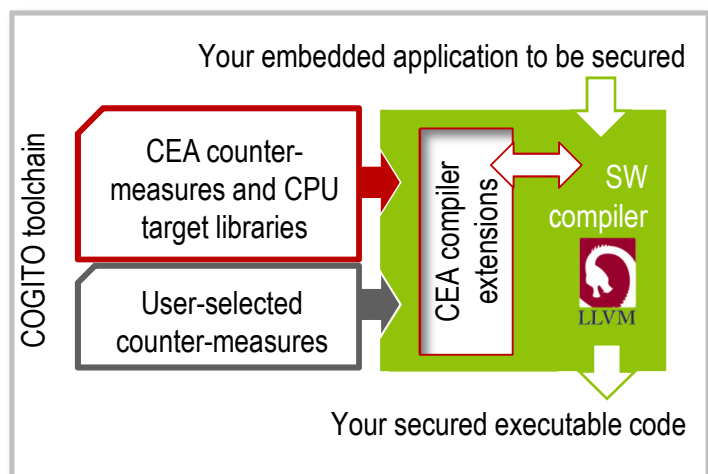 Your embedded application to be secured
COGITO toolchain
CEA counter-
measures and CPU
target libraries
User-selected
counter-measures
CEA compiler
extensions
SW
compiler
LLVM
Your secured executable code